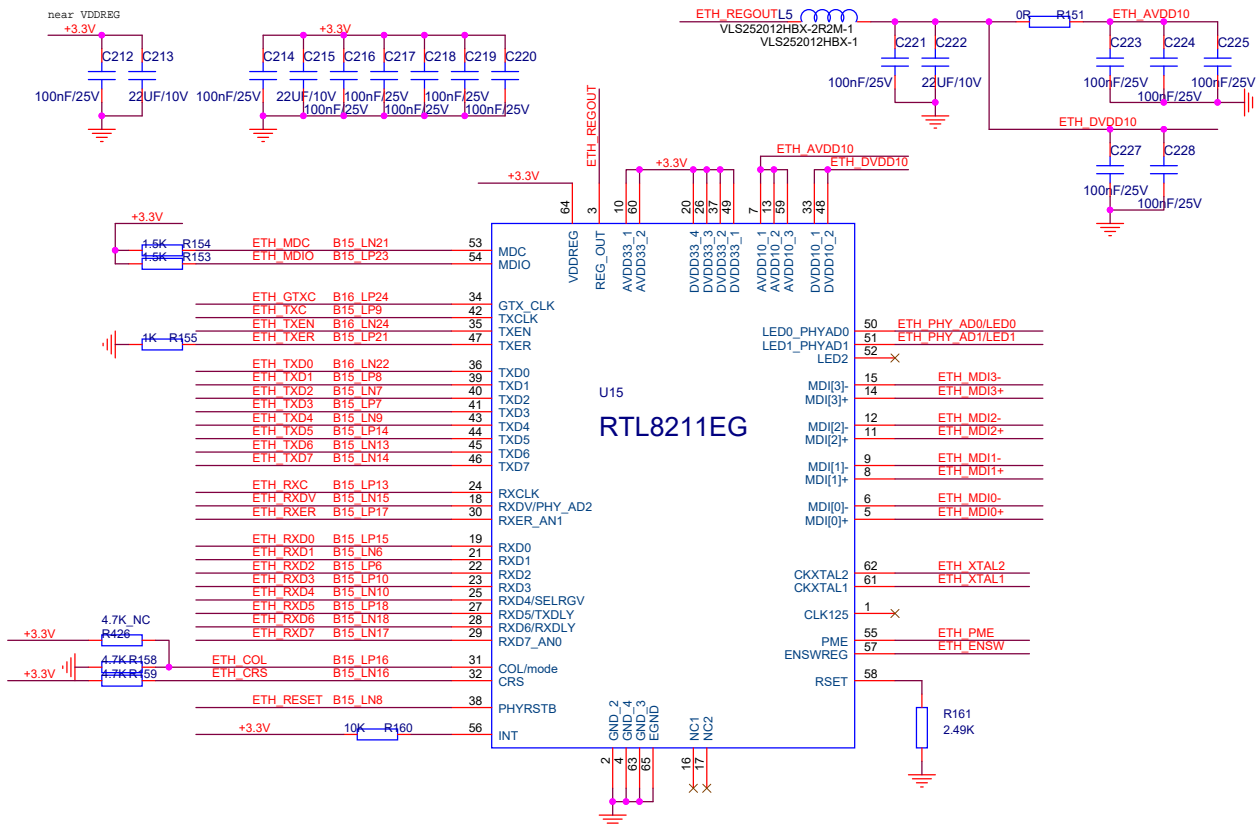 near VDDREG
+3.3V
C212 C213
100nF/25V 22UF/10V
+3.3V
C214 C215 C216 C217 C218 C219 C220
100nF/25V 22UF/10V 100nF/25V 100nF/25V
100nF/25V 100nF/25V 100nF/25V
ETH_REGOUT L5
VLS252012HBX-2R2M-1
VLS252012HBX-1
C221 C222
100nF/25V 22UF/10V
0R R151 ETH_AVDD10
C223 C224 C225
100nF/25V 100nF/25V
100nF/25V
ETH_DVDD10
C227 C228
100nF/25V
100nF/25V
ETH_REGOUT
+3.3V
+3.3V
ETH_AVDD10
ETH_DVDD10
64 3 10 60 20 26 37 49 7 13 59 33 48
VDDREG REG_OUT AVDD33_1 AVDD33_2 DVDD33_4 DVDD33_3 DVDD33_2 DVDD33_1 AVDD10_1 AVDD10_2 AVDD10_3 DVDD10_1 DVDD10_2
+3.3V
1.5K R154 ETH_MDC B15_LN21 53 MDC
1.5K R153 ETH_MDIO B15_LP23 54 MDIO
ETH_GTXC B16_LP24 34 GTX_CLK
ETH_TXC B15_LP9 42 TXCLK
ETH_TXEN B16_LN24 35 TXEN
1K R155 ETH_TXER B15_LP21 47 TXER
ETH_TXD0 B16_LN22 36 TXD0
ETH_TXD1 B15_LP8 39 TXD1
ETH_TXD2 B15_LN7 40 TXD2
ETH_TXD3 B15_LP7 41 TXD3
ETH_TXD4 B15_LN9 43 TXD4
ETH_TXD5 B15_LP14 44 TXD5
ETH_TXD6 B15_LN13 45 TXD6
ETH_TXD7 B15_LN14 46 TXD7
ETH_RXC B15_LP13 24 RXCLK
ETH_RXDV B15_LN15 18 RXDV/PHY_AD2
ETH_RXER B15_LP17 30 RXER_AN1
ETH_RXD0 B15_LP15 19 RXD0
ETH_RXD1 B15_LN6 21 RXD1
ETH_RXD2 B15_LP6 22 RXD2
ETH_RXD3 B15_LP10 23 RXD3
ETH_RXD4 B15_LN10 25 RXD4/SELRGV
ETH_RXD5 B15_LP18 27 RXD5/TXDLY
ETH_RXD6 B15_LN18 28 RXD6/RXDLY
ETH_RXD7 B15_LN17 29 RXD7_AN0
4.7K_NC
+3.3V R426
4.7K R158 ETH_COL B15_LP16 31 COL/mode
+3.3V 4.7K R159 ETH_CRS B15_LN16 32 CRS
ETH_RESET B15_LN8 38 PHYRSTB
+3.3V 10K R160 56 INT
U15
RTL8211EG
LED0_PHYAD0 50 ETH_PHY_AD0/LED0
LED1_PHYAD1 51 ETH_PHY_AD1/LED1
LED2 52
MDI[3]- 15 ETH_MDI3-
MDI[3]+ 14 ETH_MDI3+
MDI[2]- 12 ETH_MDI2-
MDI[2]+ 11 ETH_MDI2+
MDI[1]- 9 ETH_MDI1-
MDI[1]+ 8 ETH_MDI1+
MDI[0]- 6 ETH_MDI0-
MDI[0]+ 5 ETH_MDI0+
CKXTAL2 62 ETH_XTAL2
CKXTAL1 61 ETH_XTAL1
CLK125 1
PME 55 ETH_PME
ENSWREG 57 ETH_ENSW
RSET 58
R161
2.49K
GND_2 GND_4 GND_3 EGND NC1 NC2
2 4 63 65 16 17